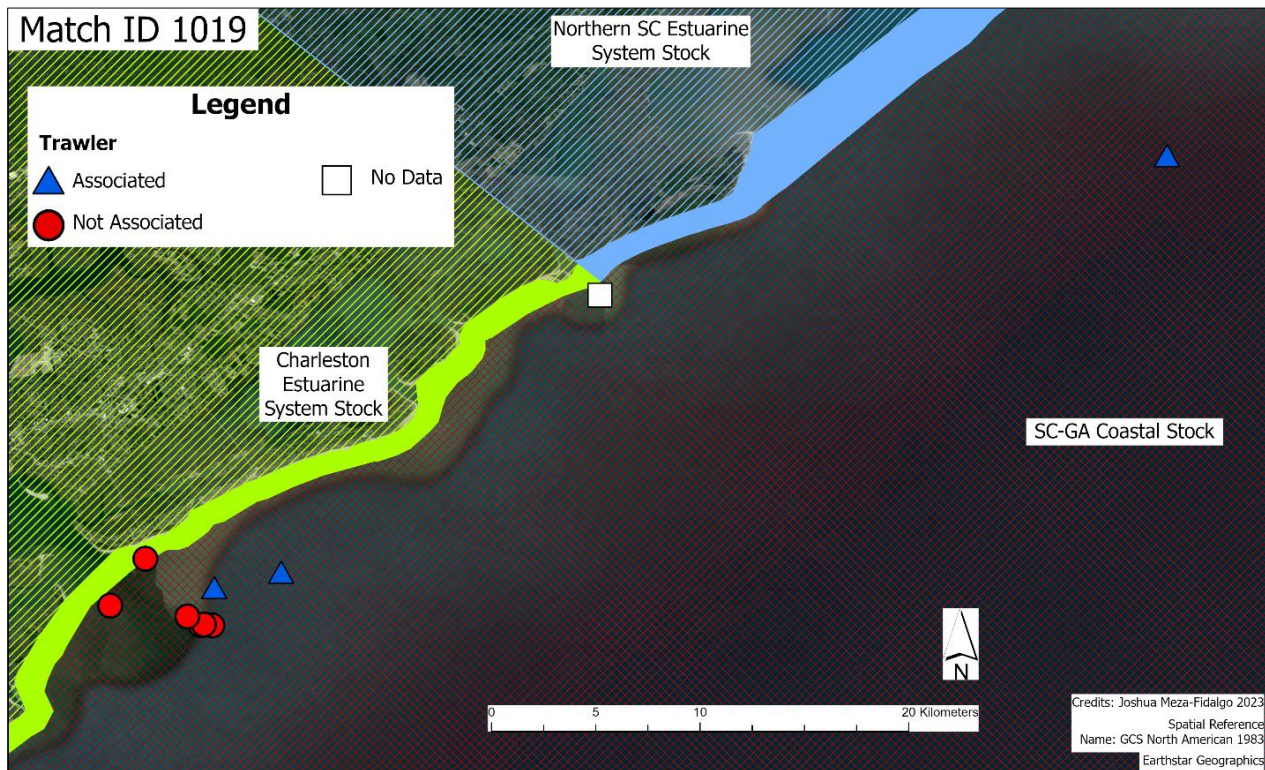 Match ID 1019
Northern SC Estuarine
System Stock
Legend
Trawler
Associated
No Data
Not Associated
Charleston
Estuarine
System Stock
SC-GA Coastal Stock
N
0 5 10 20 Kilometers
Credits: Joshua Meza-Fidalgo 2023
Spatial Reference
Name: GCS North American 1983
Earthstar Geographics